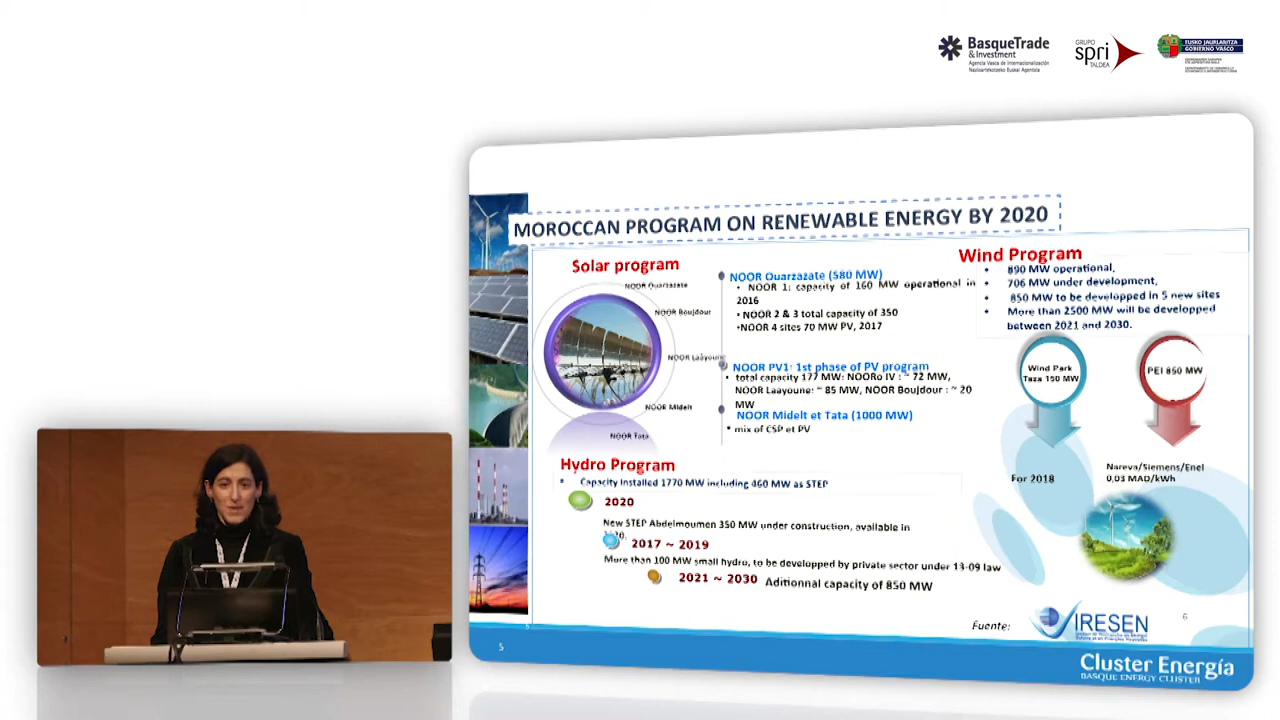 BasqueTrade
& Investment
Agencia Vasca de Internacionalización
Nazioartekotzeko Euskal Agentzia
GRUPO
spri
TALDEA
EUSKO JAURLARITZA
GOBIERNO VASCO
MOROCCAN PROGRAM ON RENEWABLE ENERGY BY 2020
Solar program
NOOR Ouarzazate
NOOR Boujdour
NOOR Laayoune
NOOR Midelt
NOOR Tata
NOOR Ouarzazate (580 MW)
• NOOR 1: capacity of 160 MW operational in
2016
• NOOR 2 & 3 total capacity of 350
•NOOR 4 sites 70 MW PV, 2017
NOOR PV1: 1st phase of PV program
• total capacity 177 MW: NOORo IV : ~ 72 MW,
NOOR Laayoune: ~ 85 MW, NOOR Boujdour : ~ 20
MW
NOOR Midelt et Tata (1000 MW)
• mix of CSP et PV
Wind Program
• 890 MW operational,
• 706 MW under development,
• 850 MW to be developped in 5 new sites
• More than 2500 MW will be developped
between 2021 and 2030.
Wind Park
Taza 150 MW
PEI 850 MW
For 2018
Nareva/Siemens/Enel
0,03 MAD/kWh
Hydro Program
• Capacity installed 1770 MW including 460 MW as STEP
2020
New STEP Abdelmoumen 350 MW under construction, available in
2017 ~ 2019
More than 100 MW small hydro, to be developped by private sector under 13-09 law
2021 ~ 2030 Aditionnal capacity of 850 MW
Fuente:
IRESEN
6
5
5
Cluster Energía
BASQUE ENERGY CLUSTER